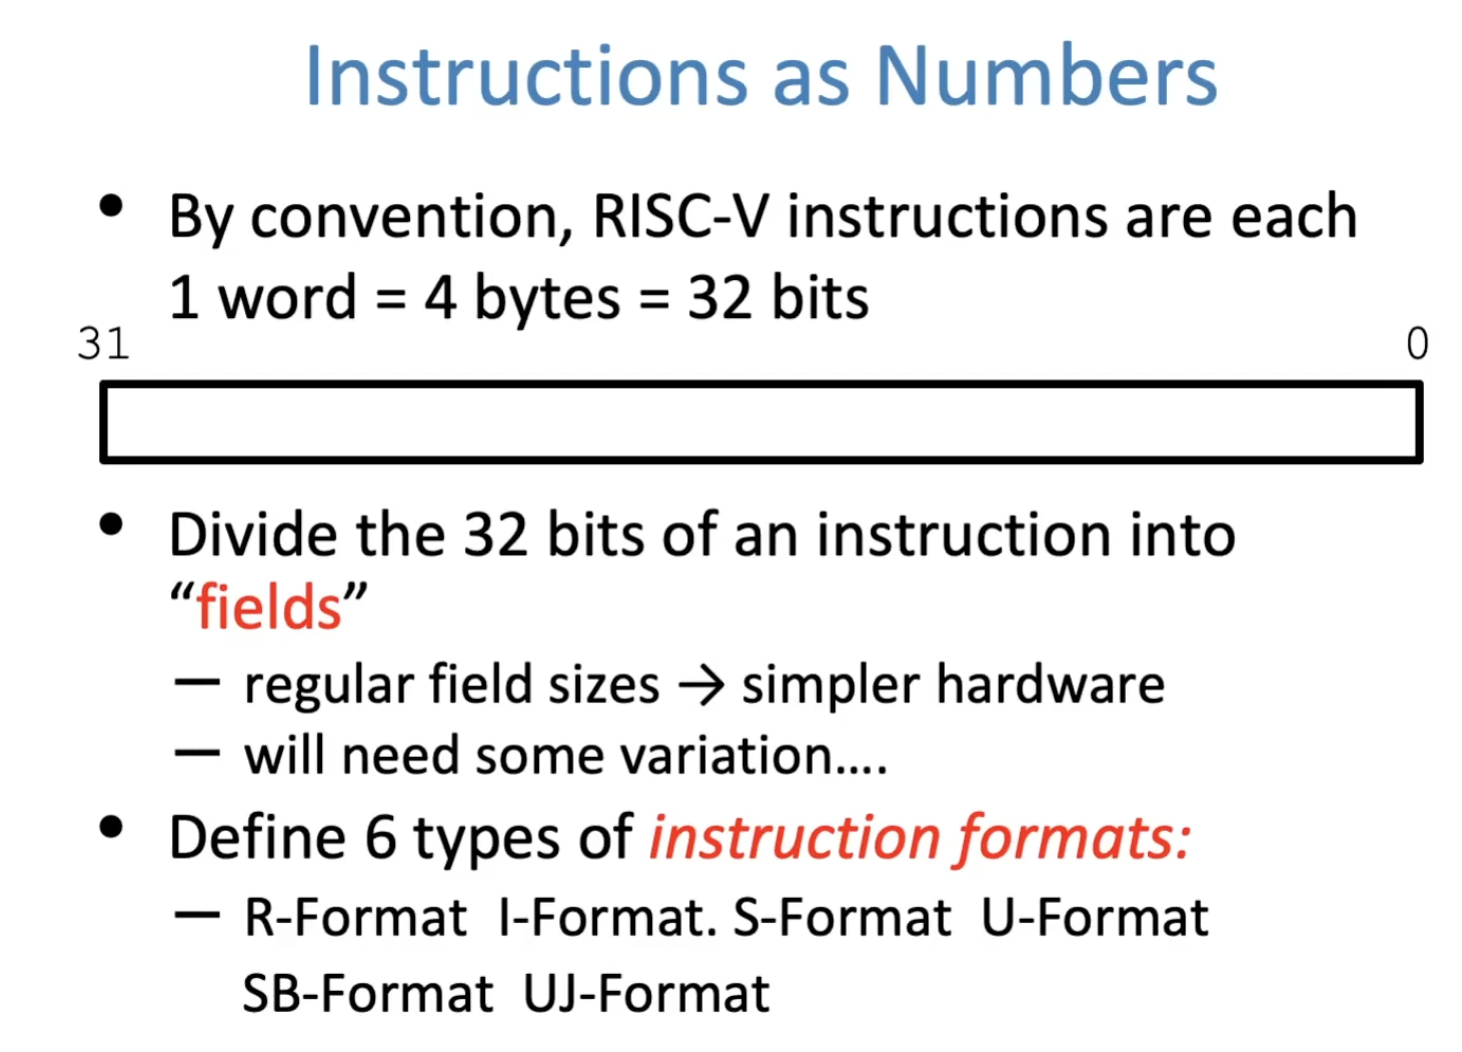 Instructions as Numbers
• By convention, RISC-V instructions are each
1 word = 4 bytes = 32 bits
31 0
• Divide the 32 bits of an instruction into
“fields”
— regular field sizes → simpler hardware
— will need some variation....
• Define 6 types of instruction formats:
— R-Format I-Format. S-Format U-Format
SB-Format UJ-Format